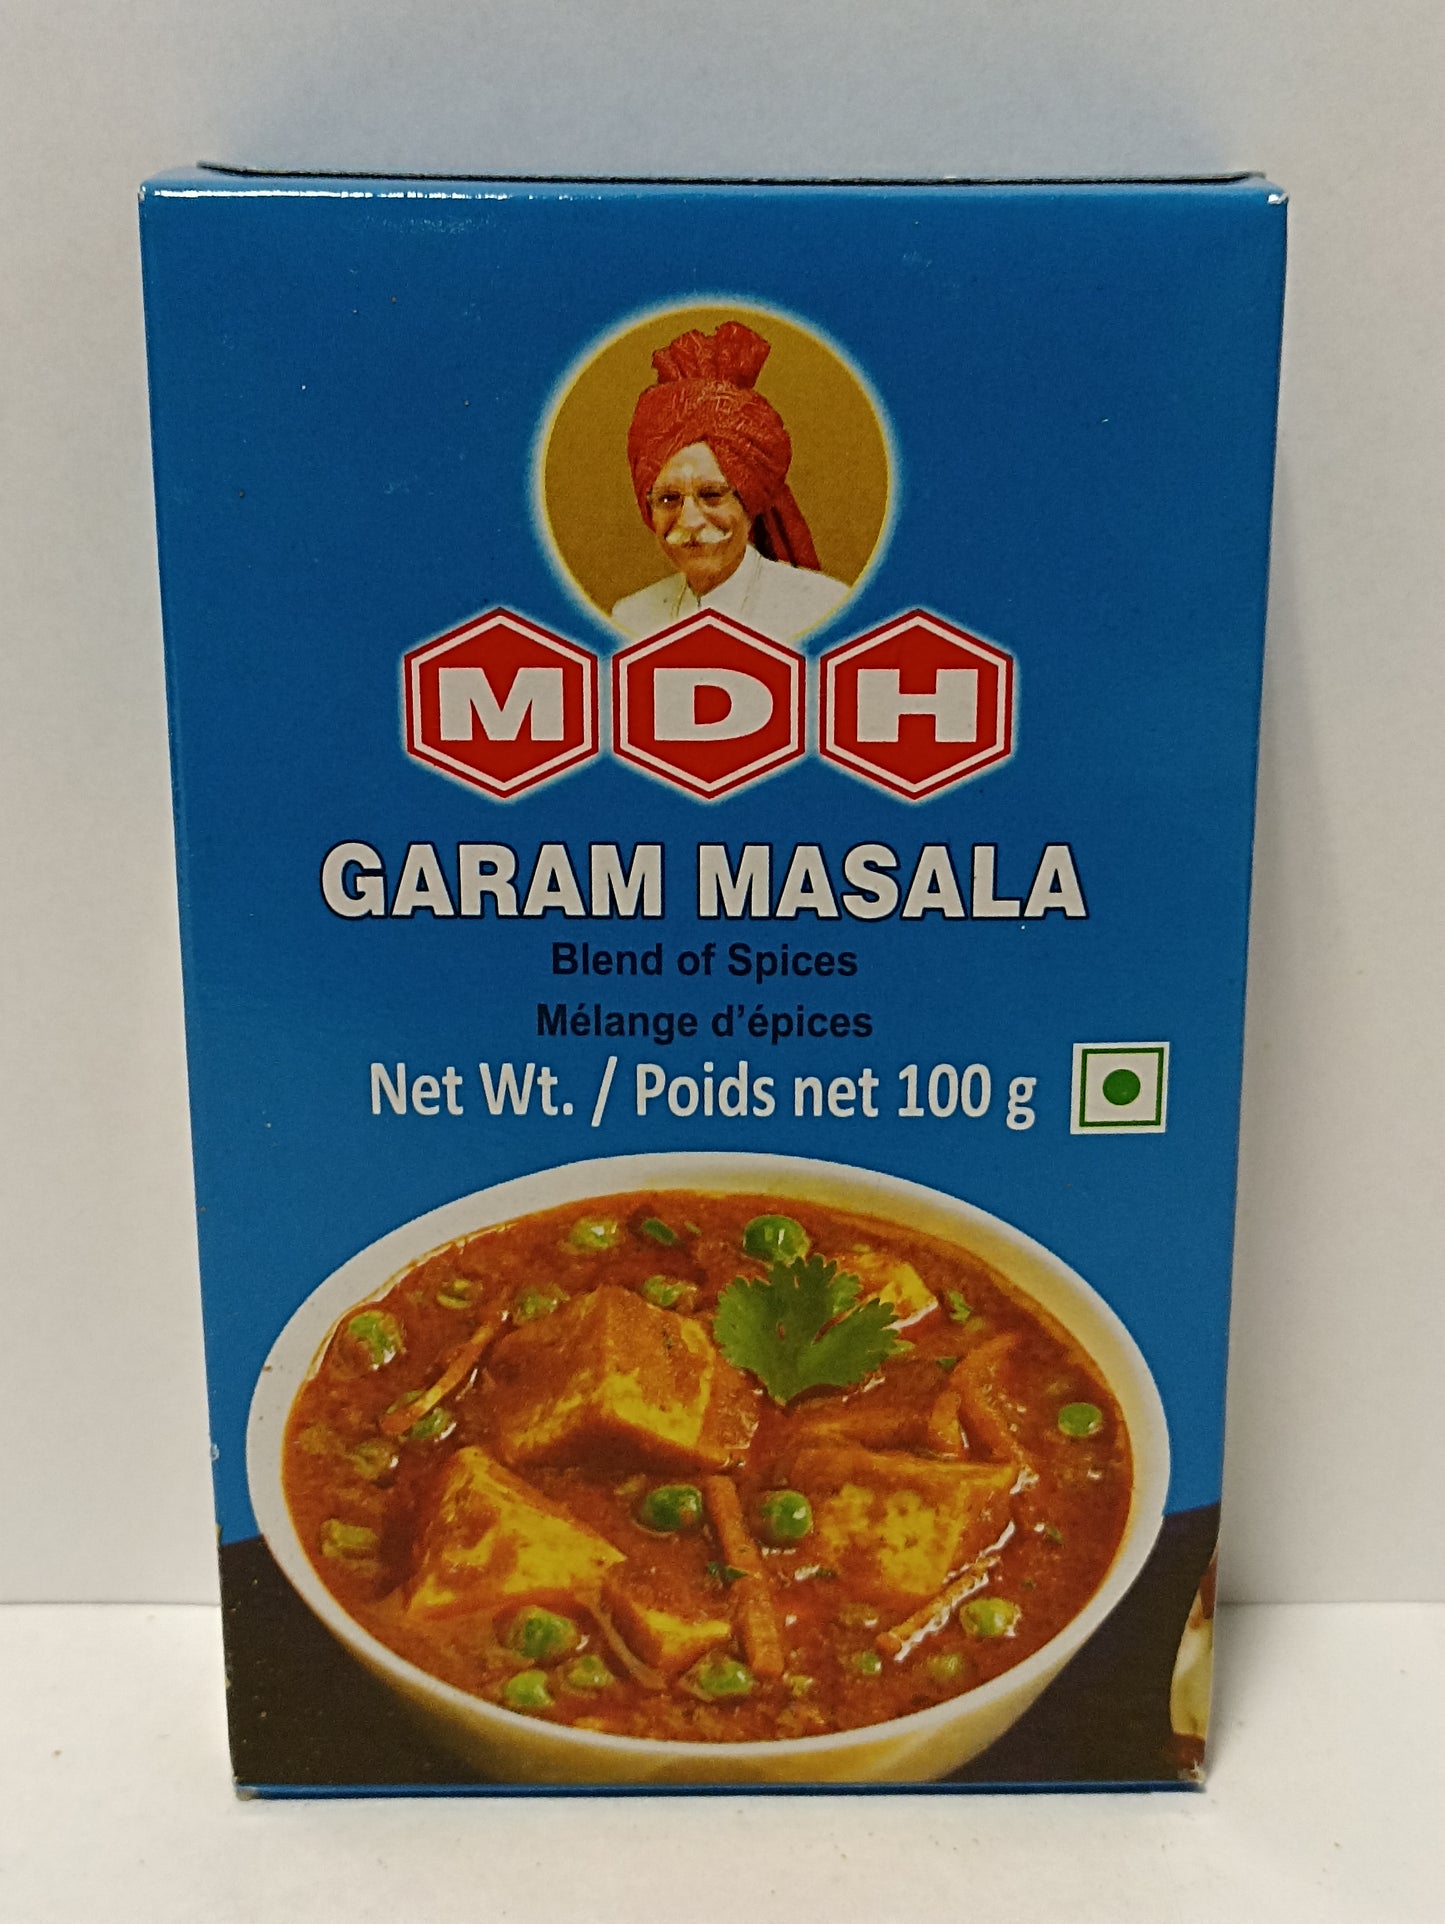 MDH
GARAM MASALA
Blend of Spices
Mélange d'épices
Net Wt. / Poids net 100 g